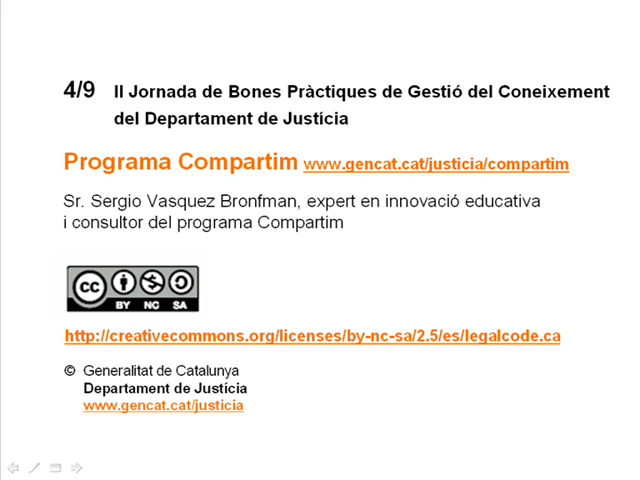 4/9 II Jornada de Bones Pràctiques de Gestió del Coneixement
del Departament de Justícia
Programa Compartim www.gencat.cat/justicia/compartim
Sr. Sergio Vasquez Bronfman, expert en innovació educativa
i consultor del programa Compartim
cc
BY NC SA
http://creativecommons.org/licenses/by-nc-sa/2.5/es/legalcode.ca
© Generalitat de Catalunya
Departament de Justícia
www.gencat.cat/justicia